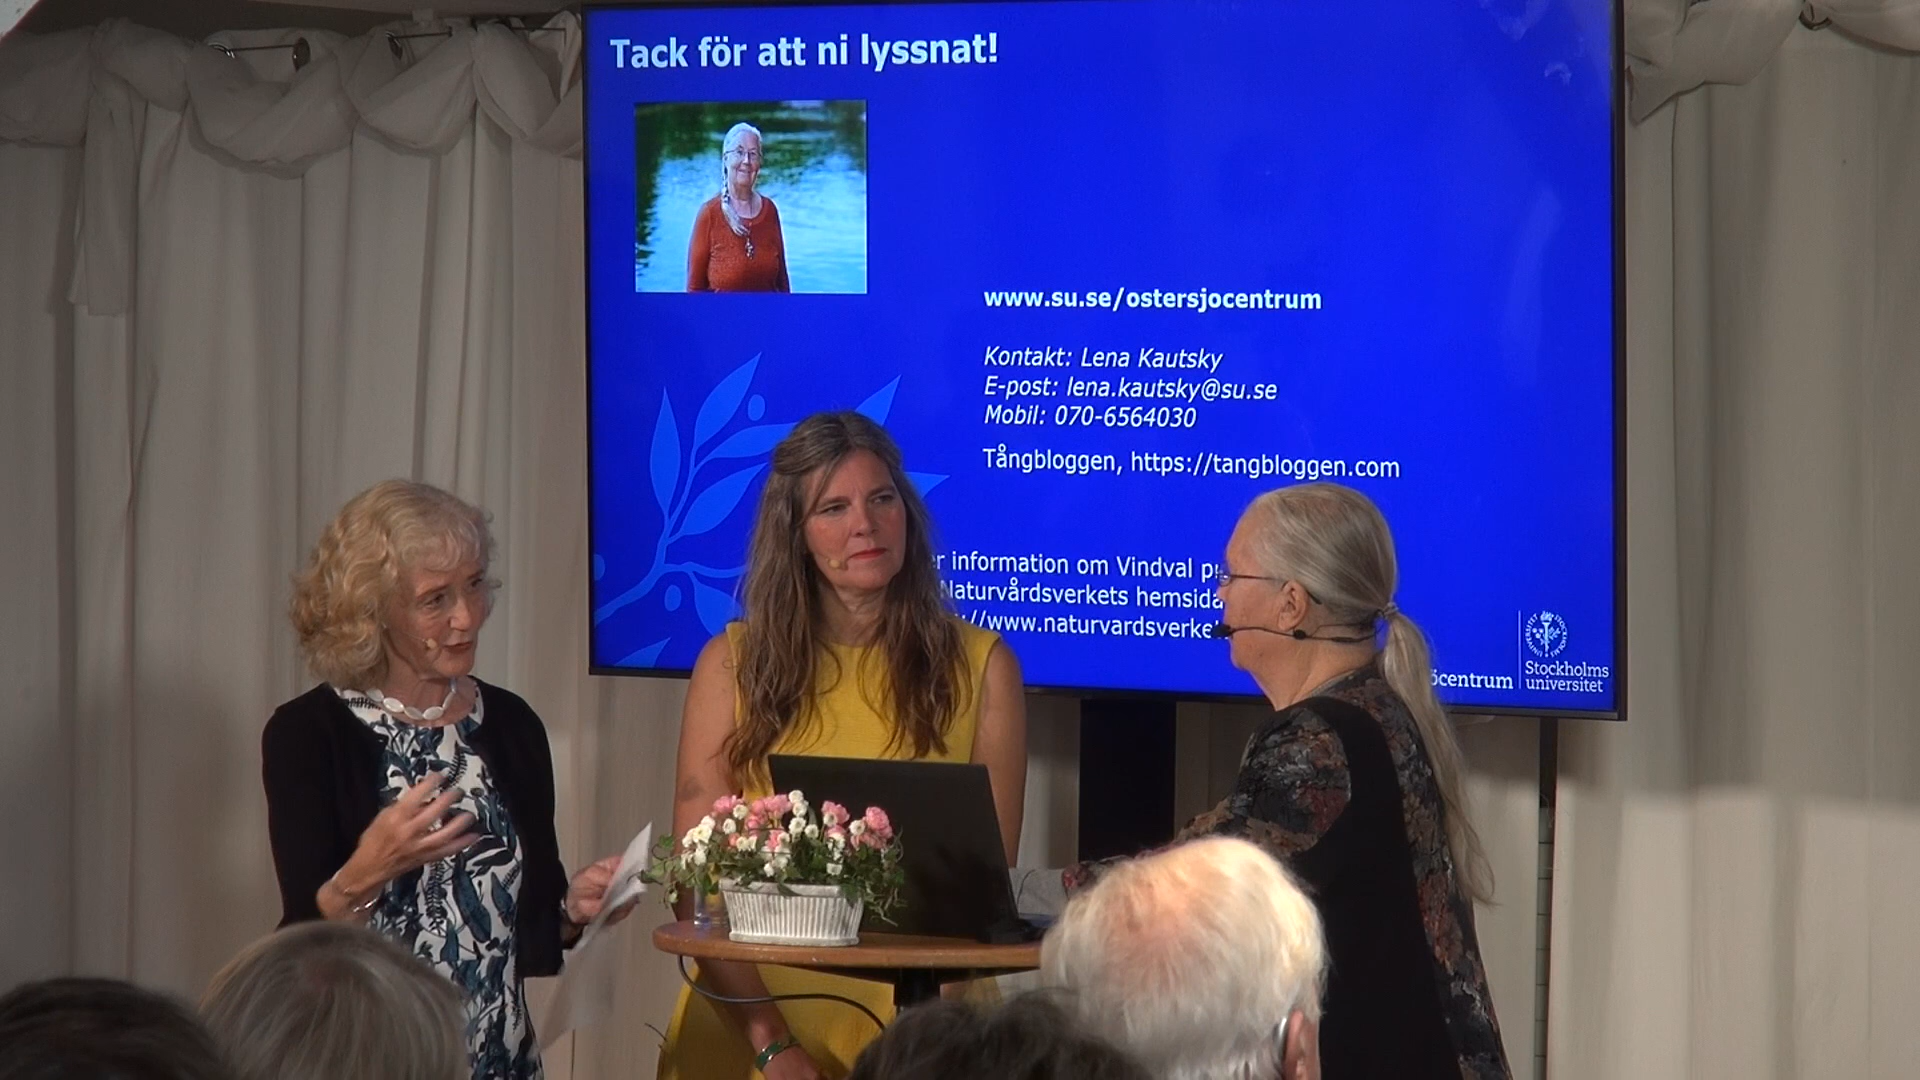 Tack för att ni lyssnat!
www.su.se/ostersjocentrum
Kontakt: Lena Kautsky
E-post: lena.kautsky@su.se
Mobil: 070-6564030
Tångbloggen, https://tangbloggen.com
information om Vindval
Naturvårdsverkets hemsida
//www.naturvardsverke
öcentrum
Stockholms
universitet